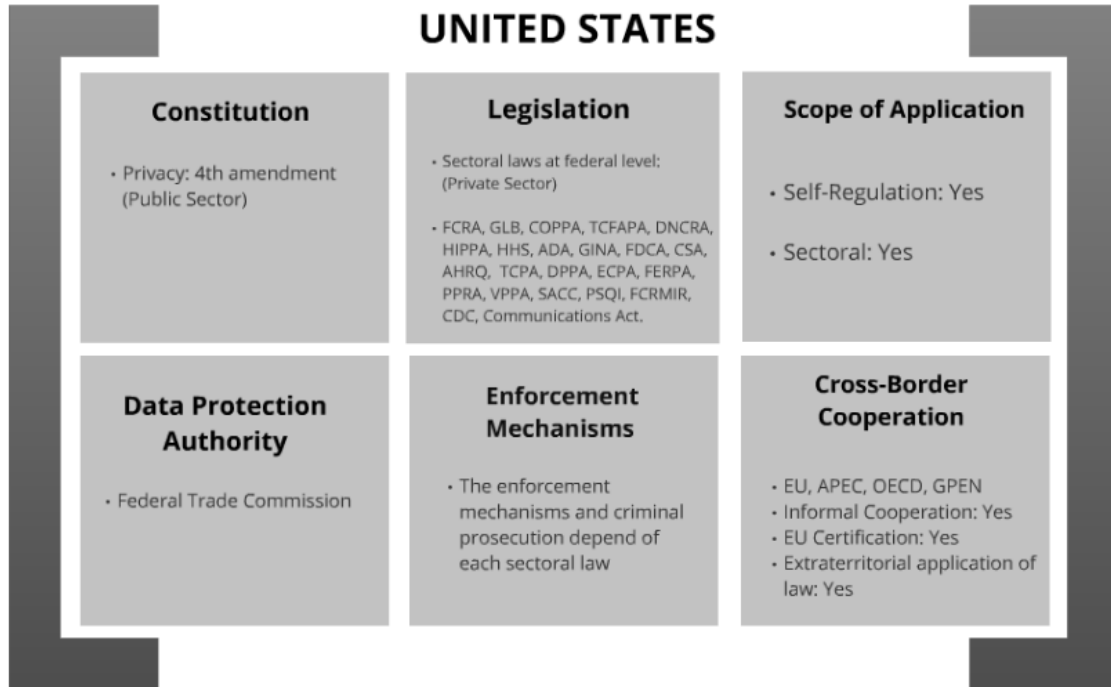 UNITED STATES
Constitution
• Privacy: 4th amendment
(Public Sector)
Legislation
• Sectoral laws at federal level:
(Private Sector)
• FCRA, GLB, COPPA, TCFAPA, DNCRA,
HIPPA, HHS, ADA, GINA, FDCA, CSA,
AHRQ, TCPA, DPPA, ECPA, FERPA,
PPRA, VPPA, SACC, PSQI, FCRMIR,
CDC, Communications Act.
Scope of Application
• Self-Regulation: Yes
• Sectoral: Yes
Data Protection
Authority
• Federal Trade Commission
Enforcement
Mechanisms
• The enforcement
mechanisms and criminal
prosecution depend of
each sectoral law
Cross-Border
Cooperation
• EU, APEC, OECD, GPEN
• Informal Cooperation: Yes
• EU Certification: Yes
• Extraterritorial application of
law: Yes